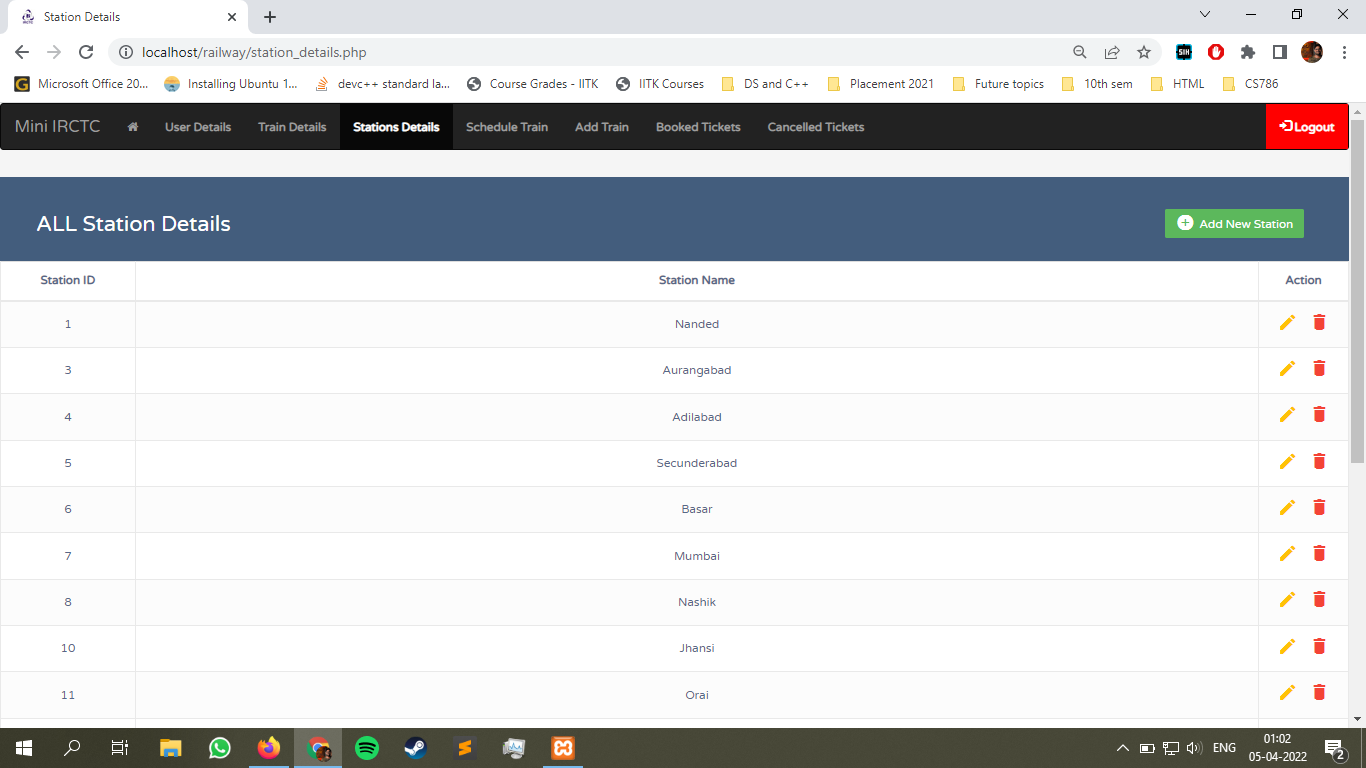 Station Details
localhost/railway/station_details.php
Microsoft Office 20... Installing Ubuntu 1... devc++ standard la... Course Grades - IITK IITK Courses DS and C++ Placement 2021 Future topics 10th sem HTML CS786
Mini IRCTC User Details Train Details Stations Details Schedule Train Add Train Booked Tickets Cancelled Tickets Logout
ALL Station Details Add New Station
Station ID Station Name Action
1 Nanded
3 Aurangabad
4 Adilabad
5 Secunderabad
6 Basar
7 Mumbai
8 Nashik
10 Jhansi
11 Orai
ENG 01:02
05-04-2022 2